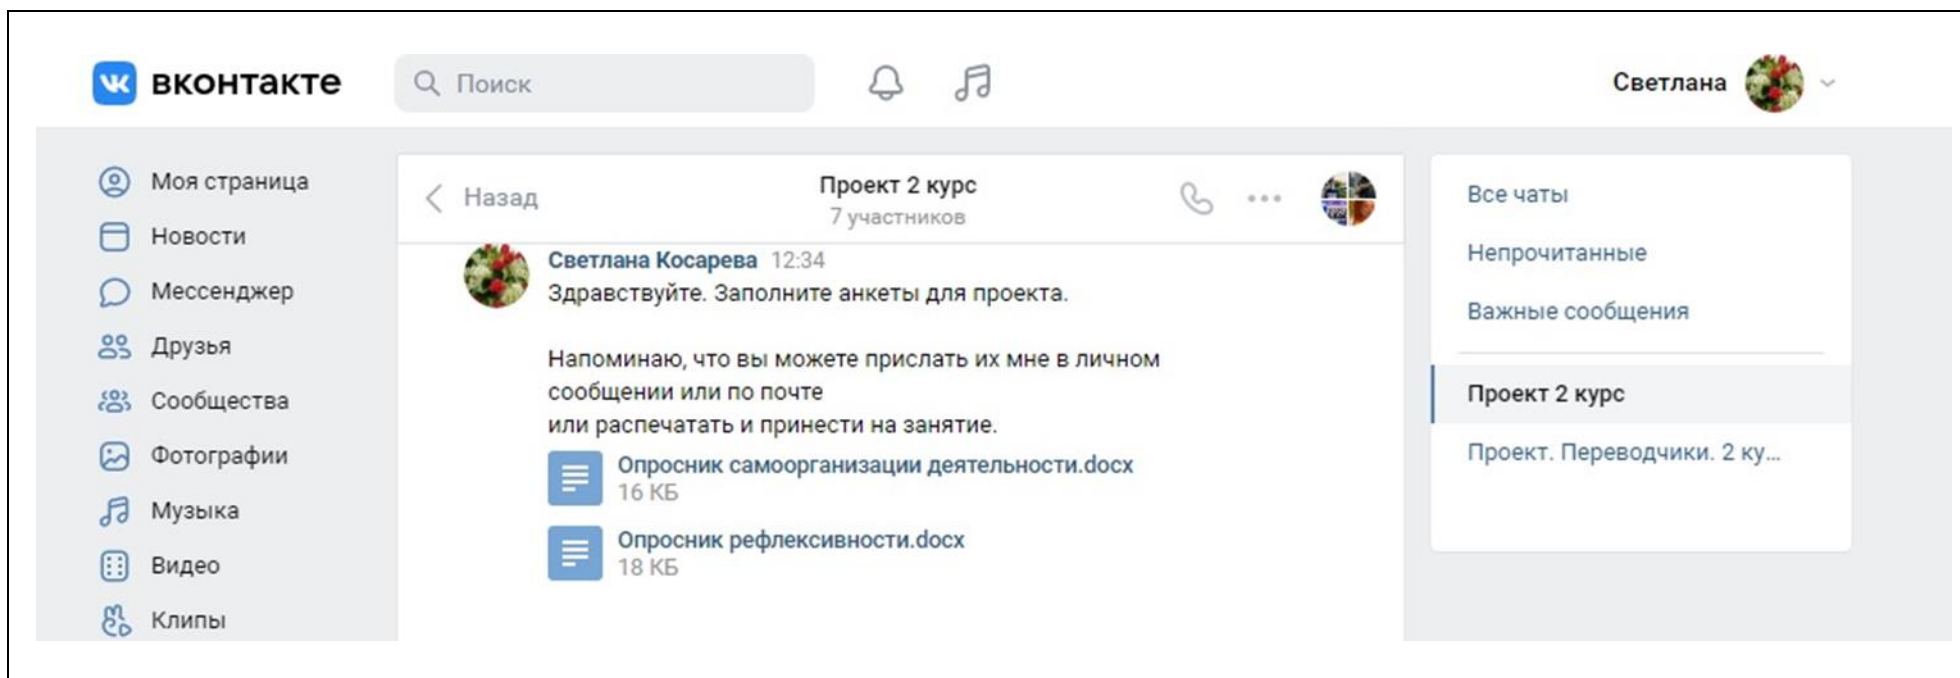 вконтакте
Поиск
Светлана
Моя страница
Новости
Мессенджер
Друзья
Сообщества
Фотографии
Музыка
Видео
Клипы
Назад
Проект 2 курс
7 участников
Светлана Косарева 12:34
Здравствуйте. Заполните анкеты для проекта.
Напоминаю, что вы можете прислать их мне в личном
сообщении или по почте
или распечатать и принести на занятие.
Опросник самоорганизации деятельности.docx
16 КБ
Опросник рефлексивности.docx
18 КБ
Все чаты
Непрочитанные
Важные сообщения
Проект 2 курс
Проект. Переводчики. 2 ку...